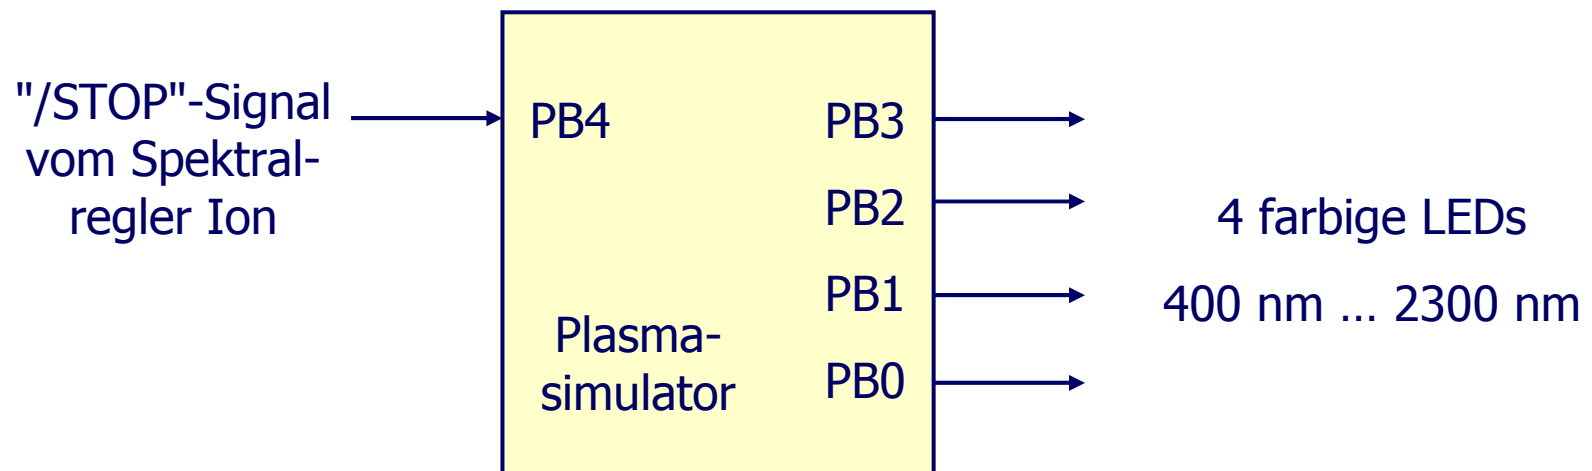 "/STOP"-Signal
vom Spektral-
regler Ion
PB4
PB3
PB2
PB1
PB0
Plasma-
simulator
4 farbige LEDs
400 nm ... 2300 nm